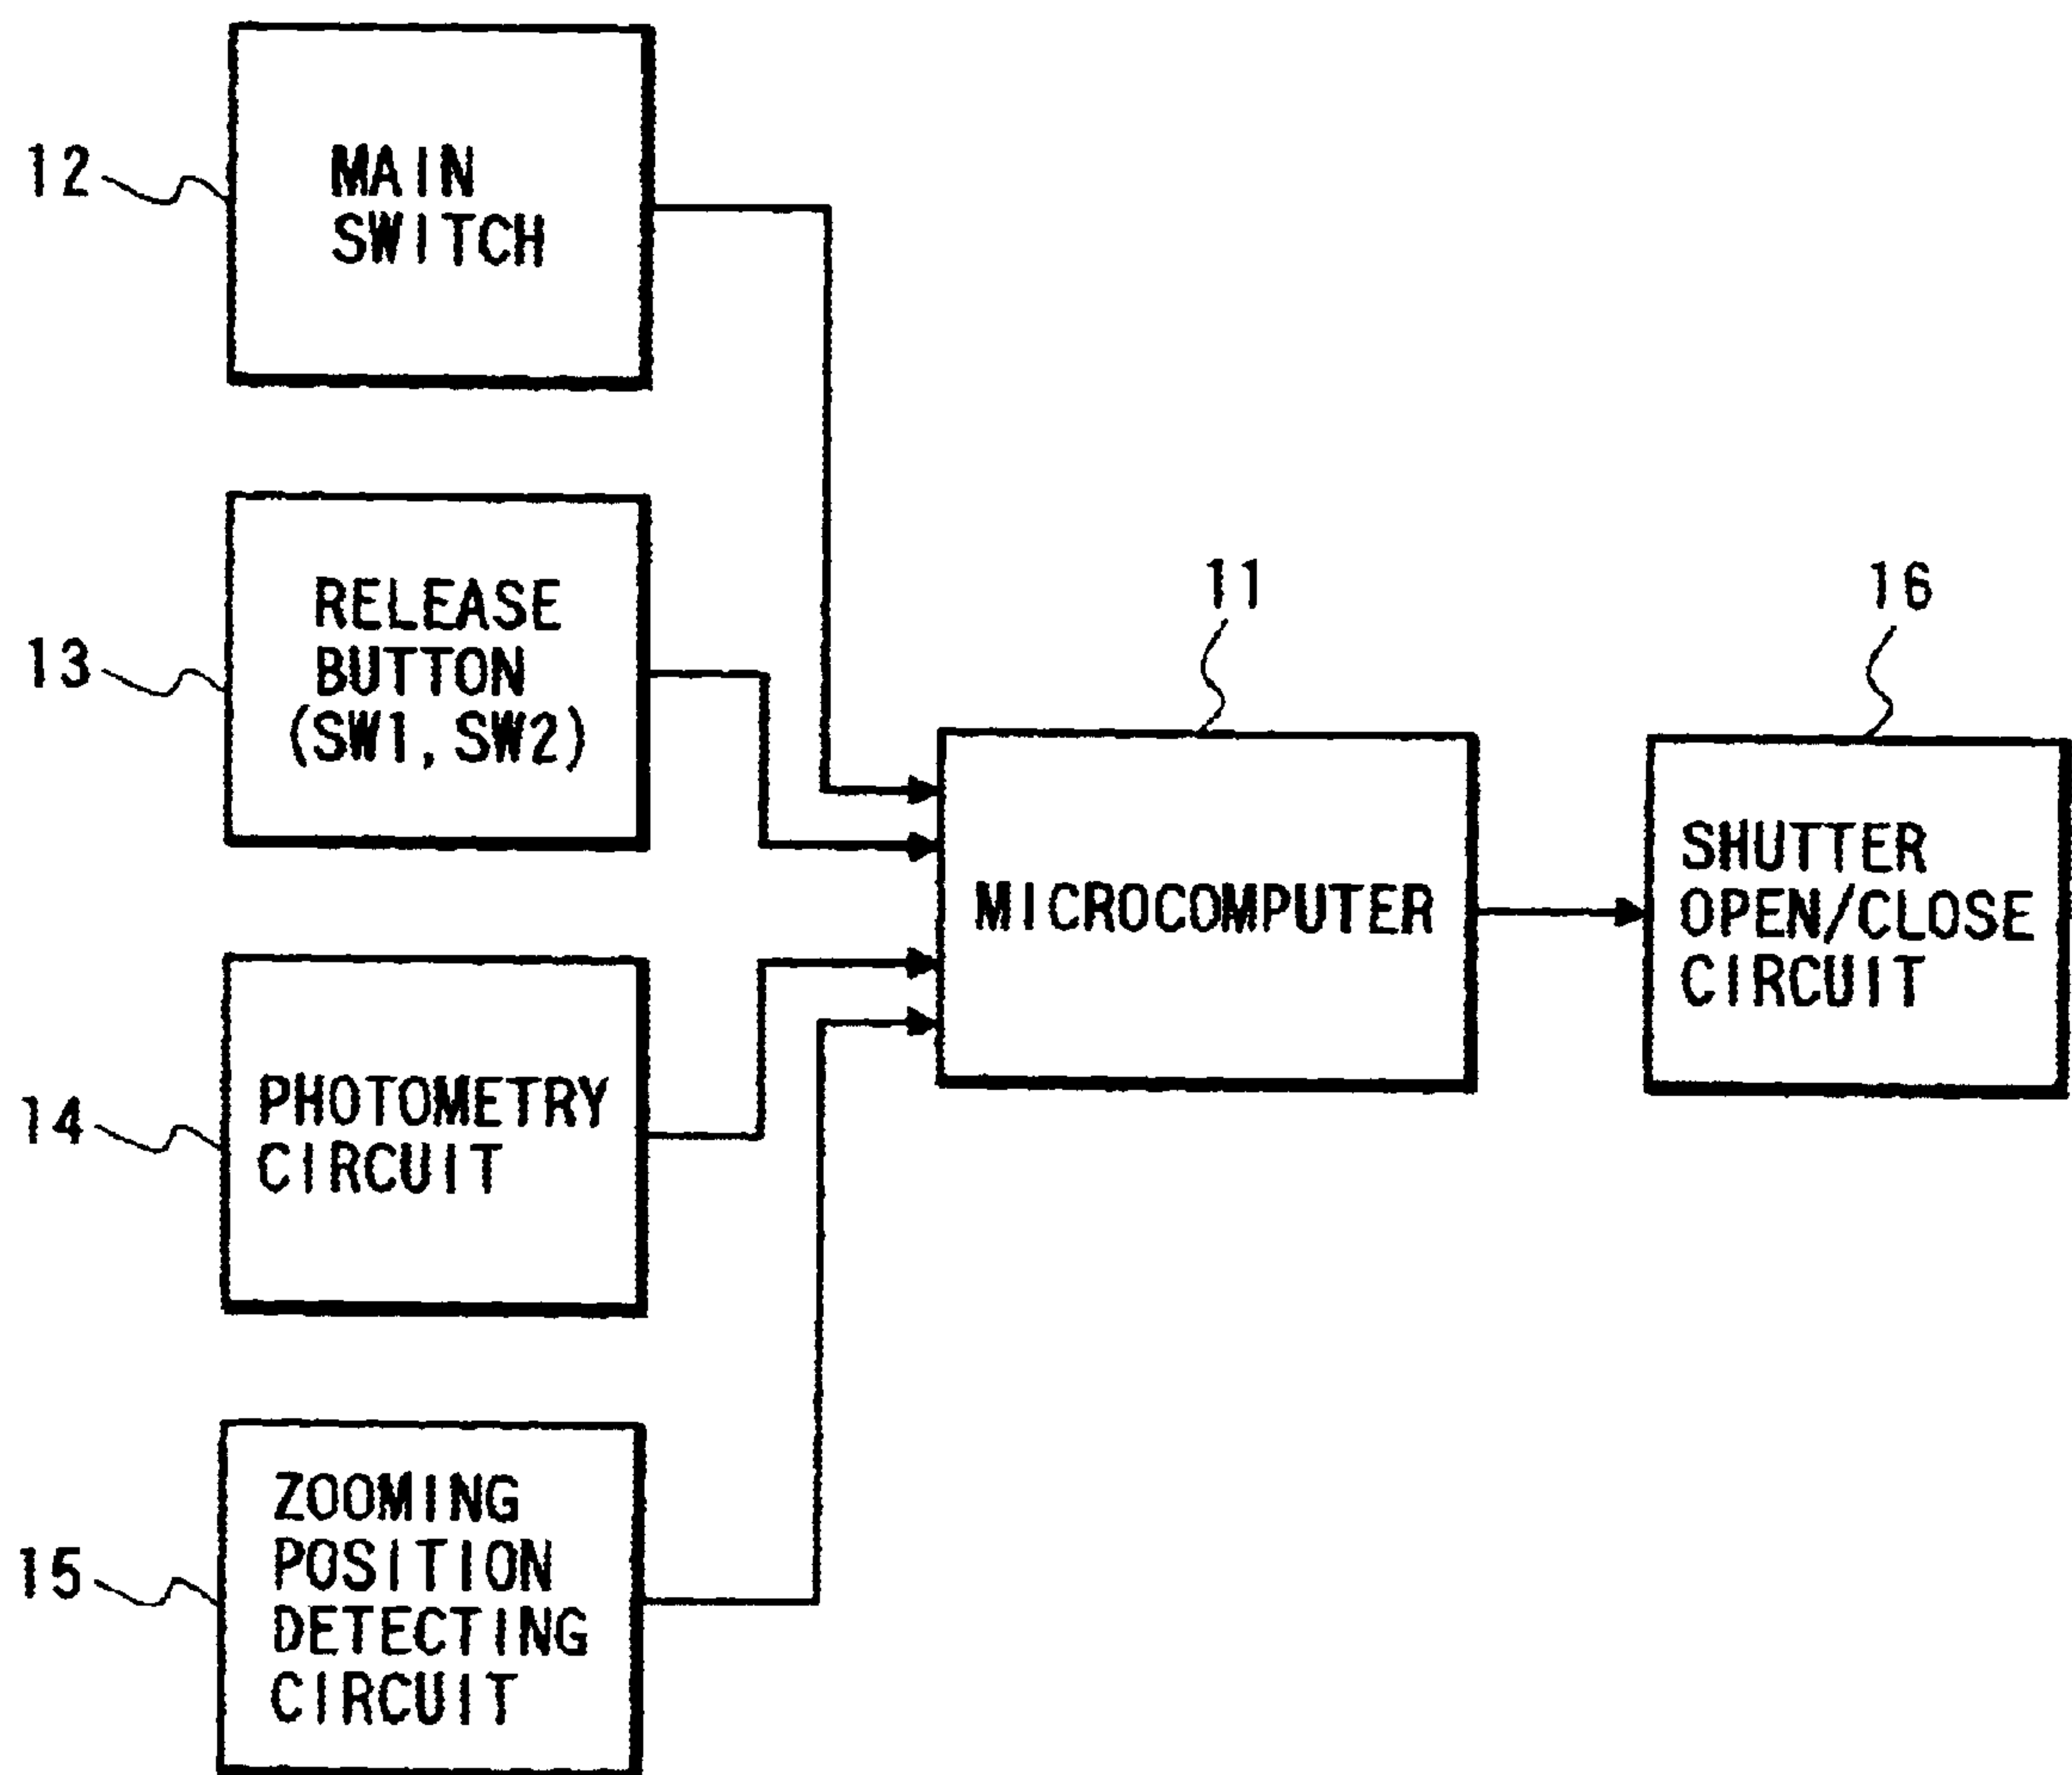 12
MAIN
SWITCH
13
RELEASE
BUTTON
(SW1, SW2)
11
MICROCOMPUTER
16
SHUTTER
OPEN/CLOSE
CIRCUIT
14
PHOTOMETRY
CIRCUIT
15
ZOOMING
POSITION
DETECTING
CIRCUIT